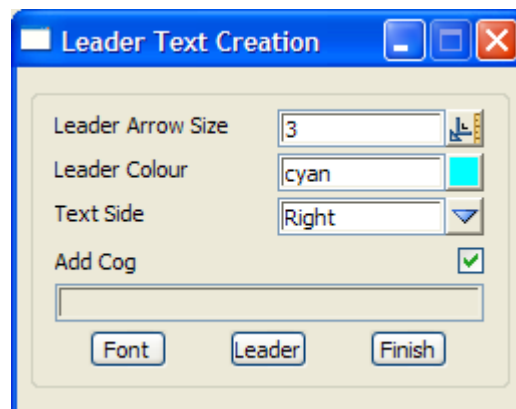 Leader Text Creation
Leader Arrow Size 3
Leader Colour cyan
Text Side Right
Add Cog
Font Leader Finish